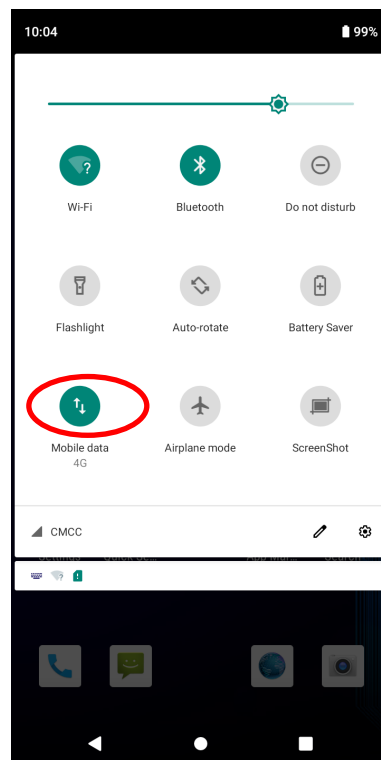 10:04 99%
Wi-Fi Bluetooth Do not disturb
Flashlight Auto-rotate Battery Saver
Mobile data Airplane mode ScreenShot
4G
CMCC